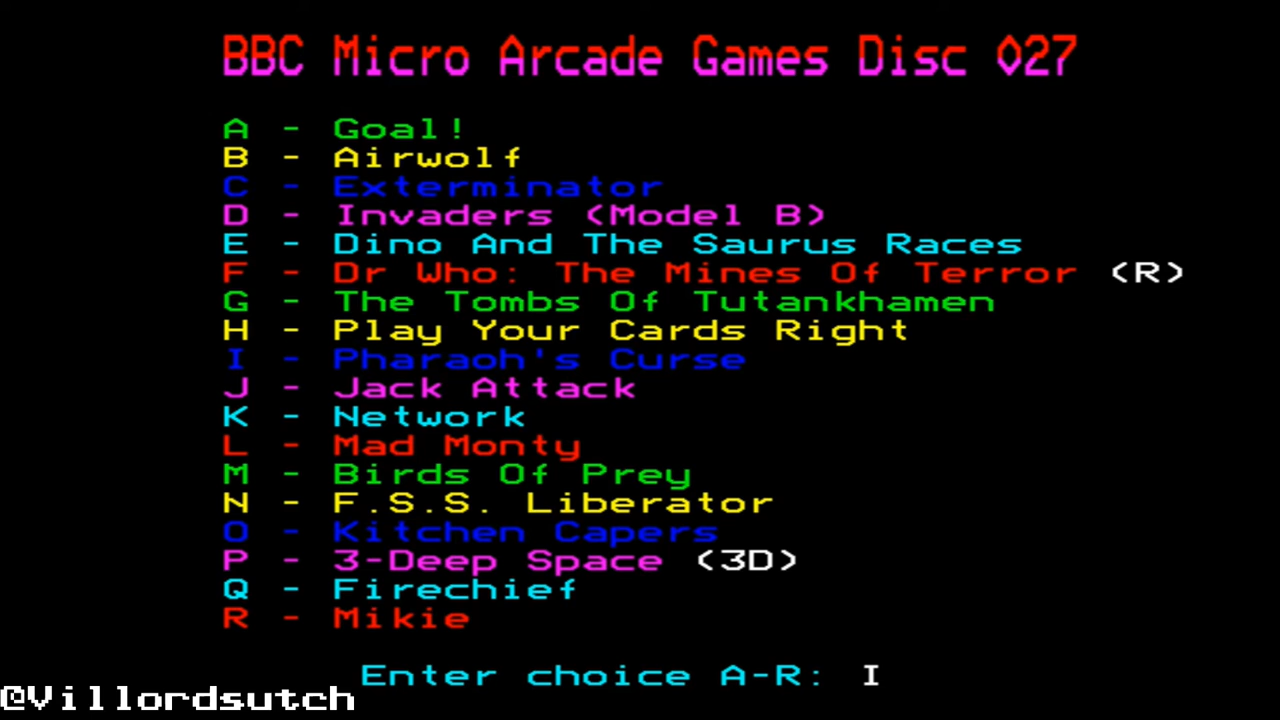 BBC Micro Arcade Games Disc 027
A - Goal!
B - Airwolf
C - Exterminator
D - Invaders (Model B)
E - Dino And The Saurus Races
F - Dr Who: The Mines Of Terror (R)
G - The Tombs Of Tutankhamen
H - Play Your Cards Right
I - Pharaoh's Curse
J - Jack Attack
K - Network
L - Mad Monty
M - Birds Of Prey
N - F.S.S. Liberator
O - Kitchen Capers
P - 3-Deep Space (3D)
Q - Firechief
R - Mikie
Enter choice A-R: I
@Villordsutch